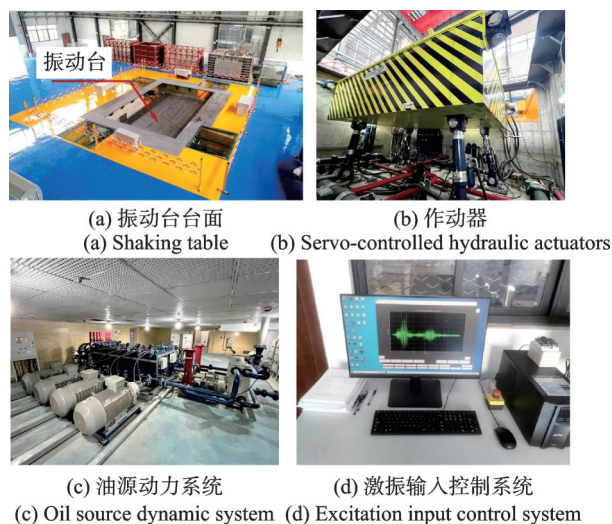 振动台
(a) 振动台台面
(a) Shaking table
(b) 作动器
(b) Servo-controlled hydraulic actuators
(c) 油源动力系统
(c) Oil source dynamic system
(d) 激振输入控制系统
(d) Excitation input control system